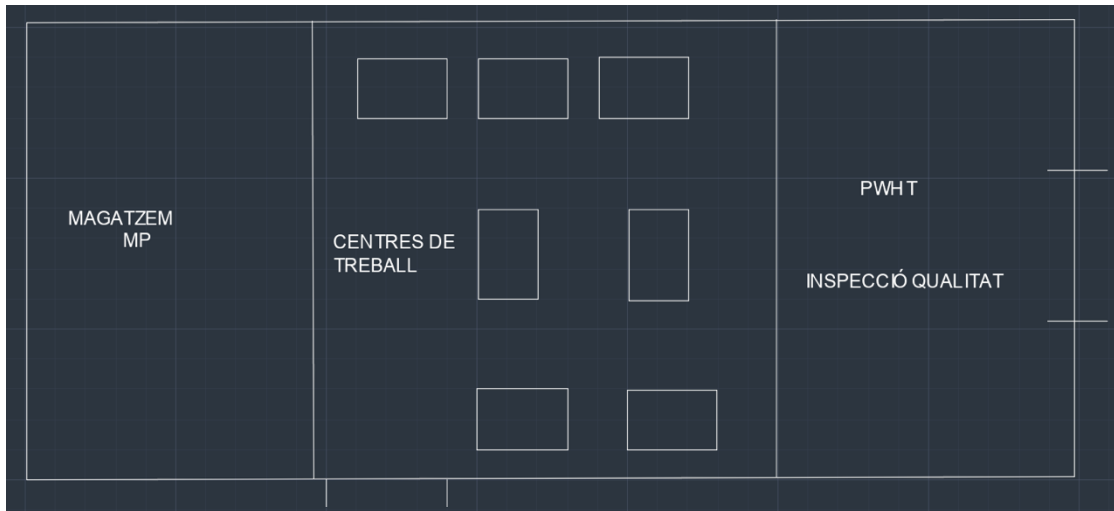 MAGATZEM
MP
CENTRES DE
TREBALL
PWHT
INSPECCIÓ QUALITAT